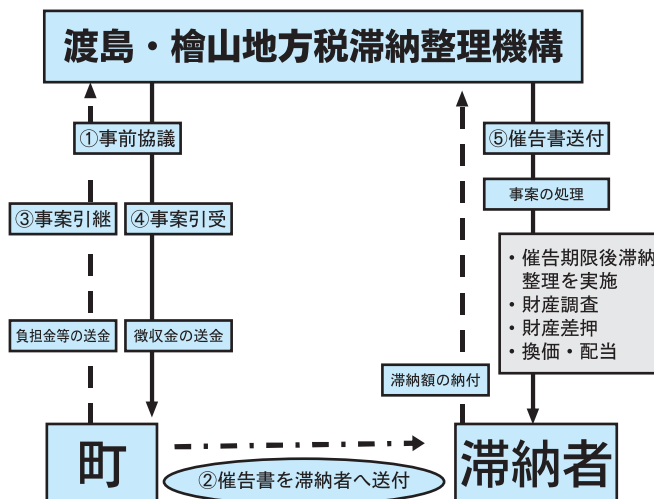 渡島・檜山地方税滞納整理機構
①事前協議
⑤催告書送付
事案の処理
③事案引継
④事案引受
・催告期限後滞納
整理を実施
・財産調査
・財産差押
・換価・配当
負担金等の送金
徴収金の送金
滞納額の納付
町
②催告書を滞納者へ送付
滞納者